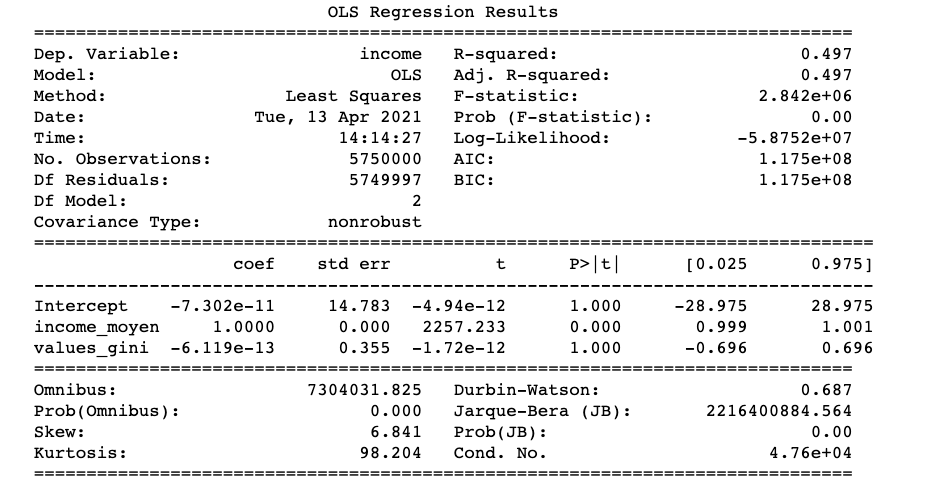 OLS Regression Results
==============================================================================
Dep. Variable: income R-squared: 0.497
Model: OLS Adj. R-squared: 0.497
Method: Least Squares F-statistic: 2.842e+06
Date: Tue, 13 Apr 2021 Prob (F-statistic): 0.00
Time: 14:14:27 Log-Likelihood: -5.8752e+07
No. Observations: 5750000 AIC: 1.175e+08
Df Residuals: 5749997 BIC: 1.175e+08
Df Model: 2
Covariance Type: nonrobust
================================================================================
coef std err t P>|t| [0.025 0.975]
--------------------------------------------------------------------------------
Intercept -7.302e-11 14.783 -4.94e-12 1.000 -28.975 28.975
income_moyen 1.0000 0.000 2257.233 0.000 0.999 1.001
values_gini -6.119e-13 0.355 -1.72e-12 1.000 -0.696 0.696
==============================================================================
Omnibus: 7304031.825 Durbin-Watson: 0.687
Prob(Omnibus): 0.000 Jarque-Bera (JB): 2216400884.564
Skew: 6.841 Prob(JB): 0.00
Kurtosis: 98.204 Cond. No. 4.76e+04
==============================================================================